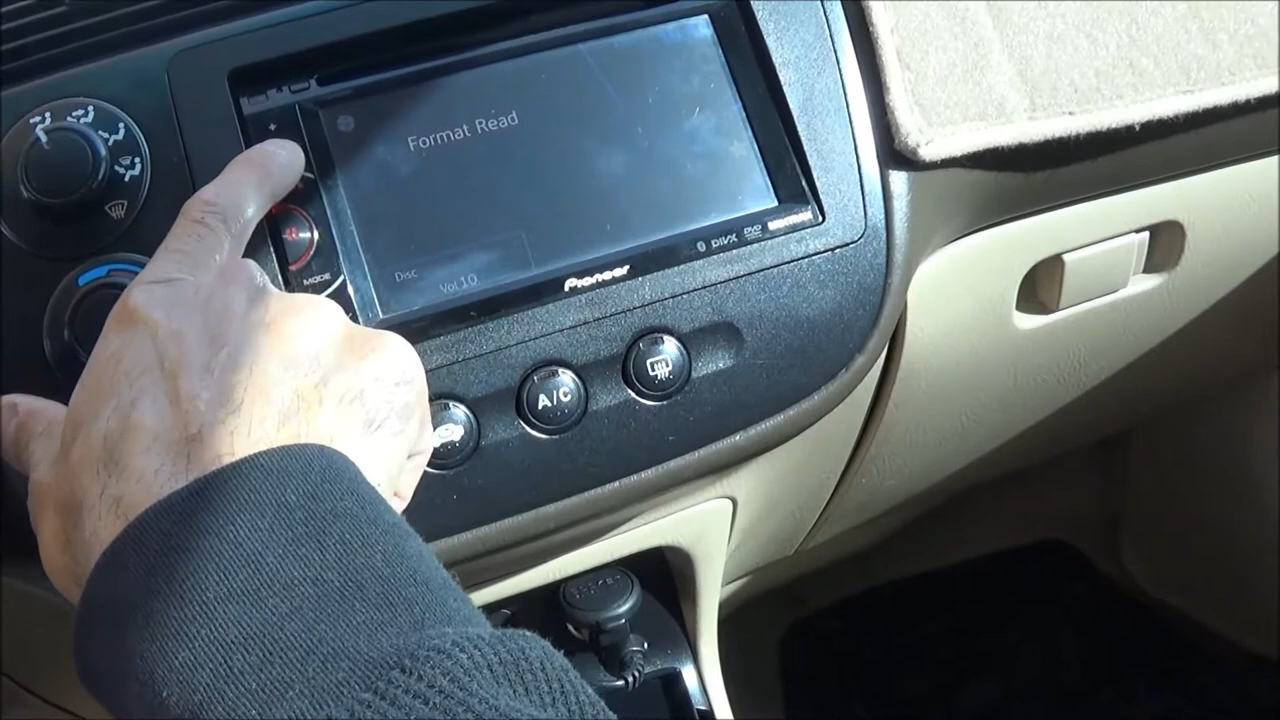 Format Read
MODE
Disc
Vol 10
Pioneer
DivX
DVD
A/C